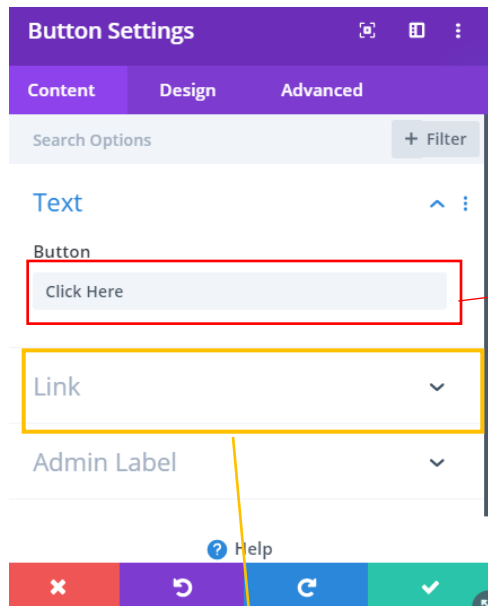 Button Settings
Content Design Advanced
Search Options + Filter
Text
Button
Click Here
Link
Admin Label
? Help